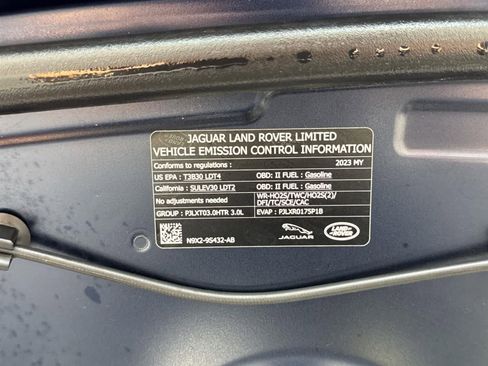 JAGUAR LAND ROVER LIMITED
VEHICLE EMISSION CONTROL INFORMATION
Conforms to regulations : 2023 MY
US EPA : T3B30 LDT4 OBD: II FUEL : Gasoline
California : SULEV30 LDT2 OBD: II FUEL : Gasoline
No adjustments needed WR-HO2S/TWC/HO2S(2)/
DFI/TC/SCE/CAC
GROUP : PJLXT03.0HTR 3.0L EVAP : PJLXR0175P1B
N9X2-9S432-AB JAGUAR LAND ROVER